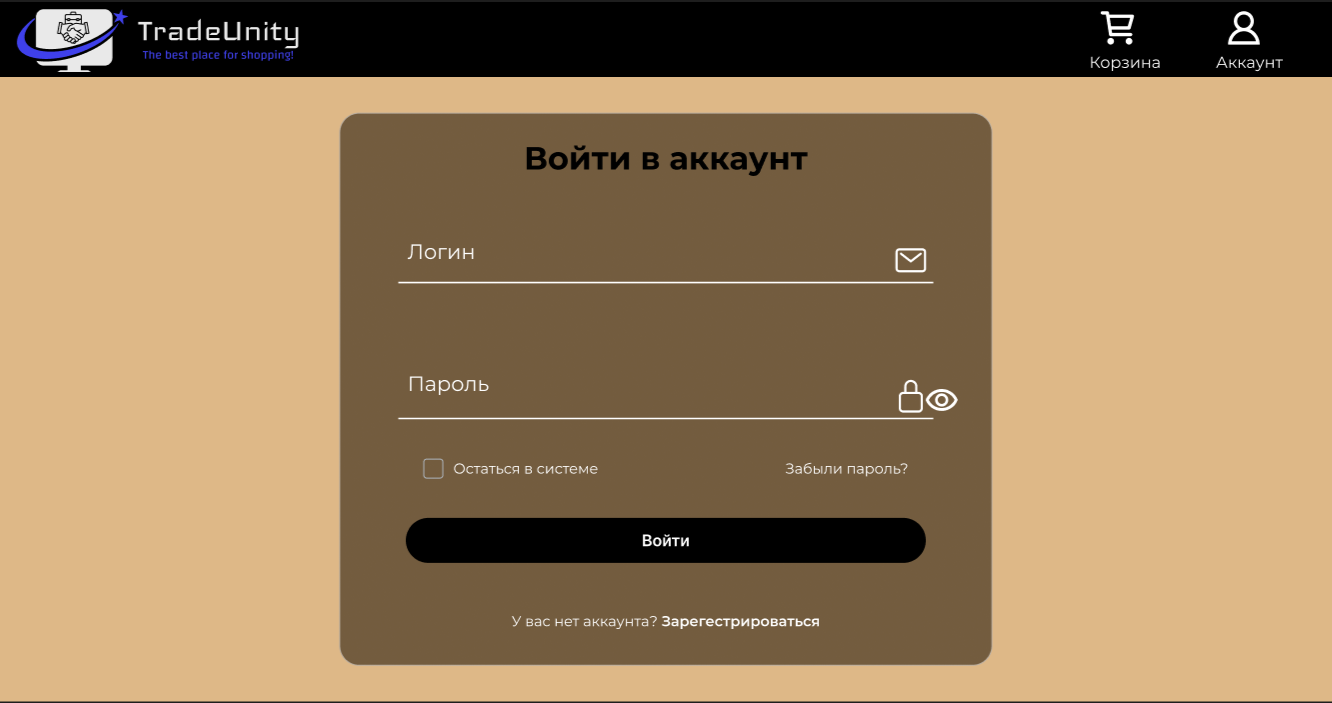 TradeUnity
The best place for shopping!
Корзина
Аккаунт
Войти в аккаунт
Логин
Пароль
Остаться в системе
Забыли пароль?
Войти
У вас нет аккаунта? Зарегестрироваться